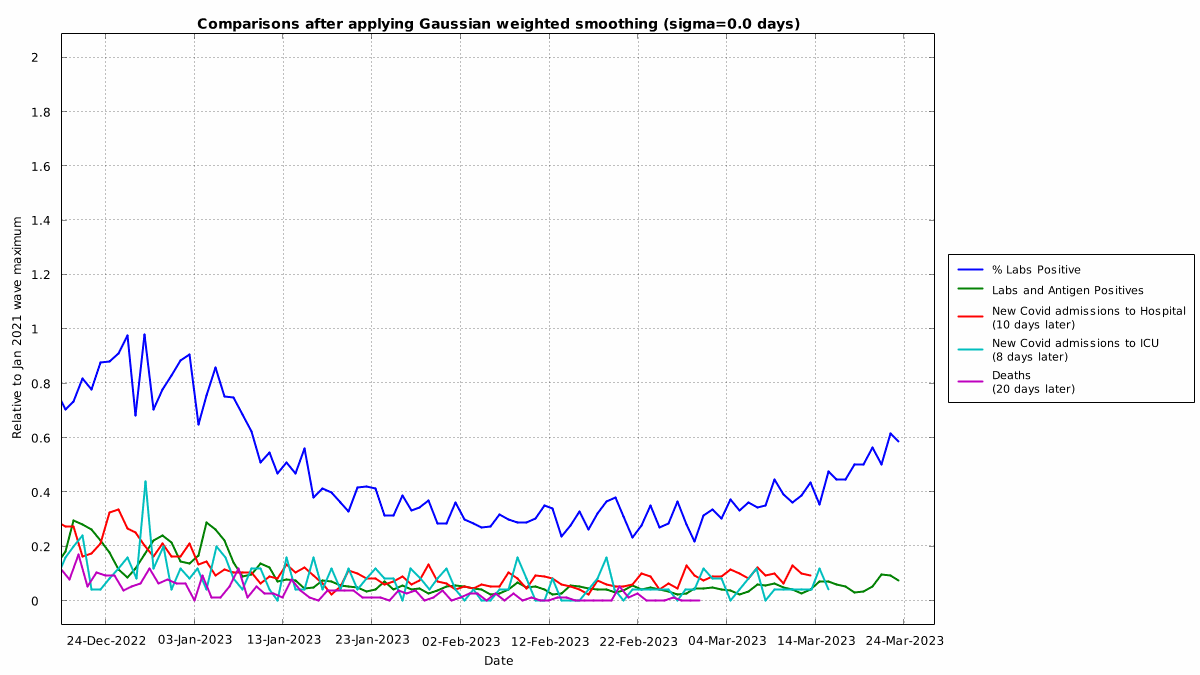 Comparisons after applying Gaussian weighted smoothing (sigma=0.0 days)
Relative to Jan 2021 wave maximum
2
1.8
1.6
1.4
1.2
1
0.8
0.6
0.4
0.2
0
24-Dec-2022
03-Jan-2023
13-Jan-2023
23-Jan-2023
02-Feb-2023
12-Feb-2023
22-Feb-2023
04-Mar-2023
14-Mar-2023
24-Mar-2023
Date
% Labs Positive
Labs and Antigen Positives
New Covid admissions to Hospital
(10 days later)
New Covid admissions to ICU
(8 days later)
Deaths
(20 days later)